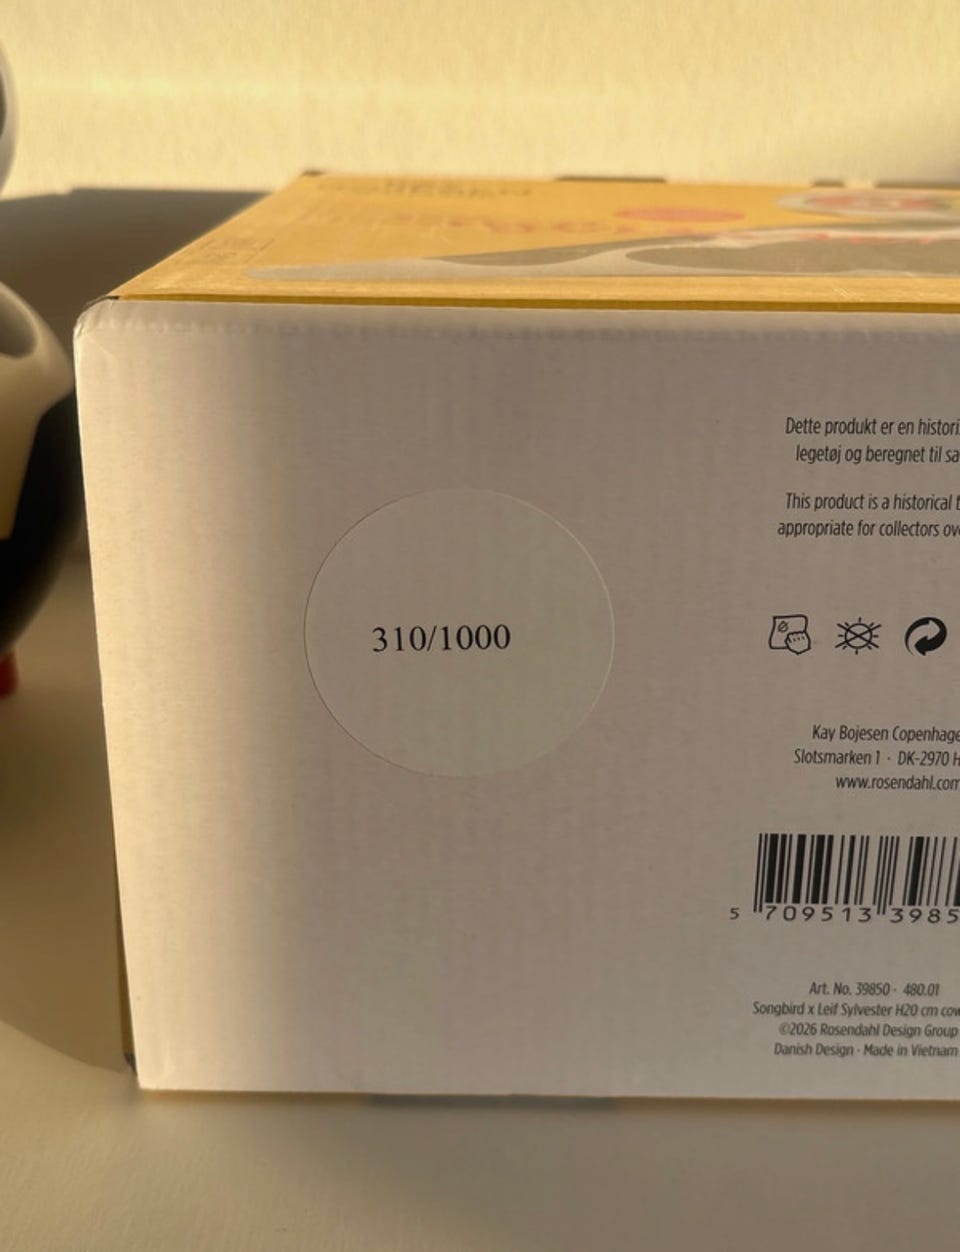 310/1000
Dette produkt er en histori
legetøj og beregnet til sa
This product is a historical t
appropriate for collectors ov
Kay Bojesen Copenhage
Slotsmarken 1 · DK-2970 H
www.rosendahl.com
5 709513 3985
Art. No. 39850 · 480.01
Songbird x Leif Sylvester H20 cm cow
©2026 Rosendahl Design Group
Danish Design · Made in Vietnam